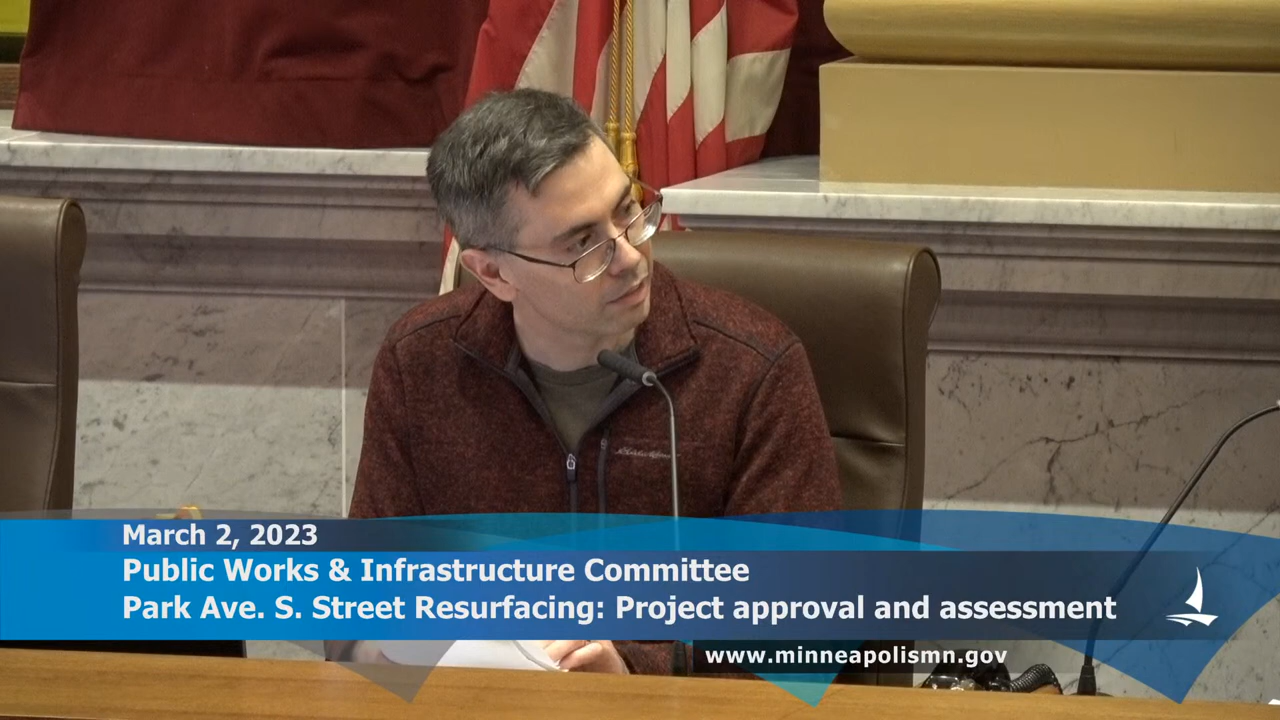 March 2, 2023
Public Works & Infrastructure Committee
Park Ave. S. Street Resurfacing: Project approval and assessment
www.minneapolismn.gov